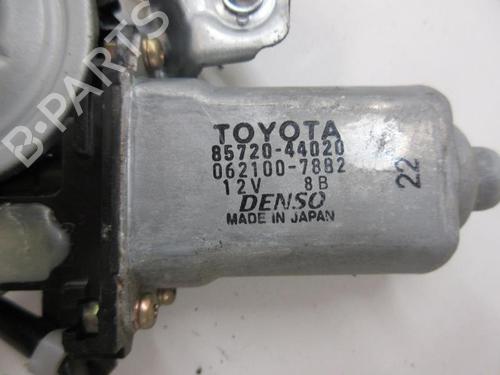 TOYOTA
85720-44020
062100-7882
12V 8B
DENSO
MADE IN JAPAN
22
B-PARTS